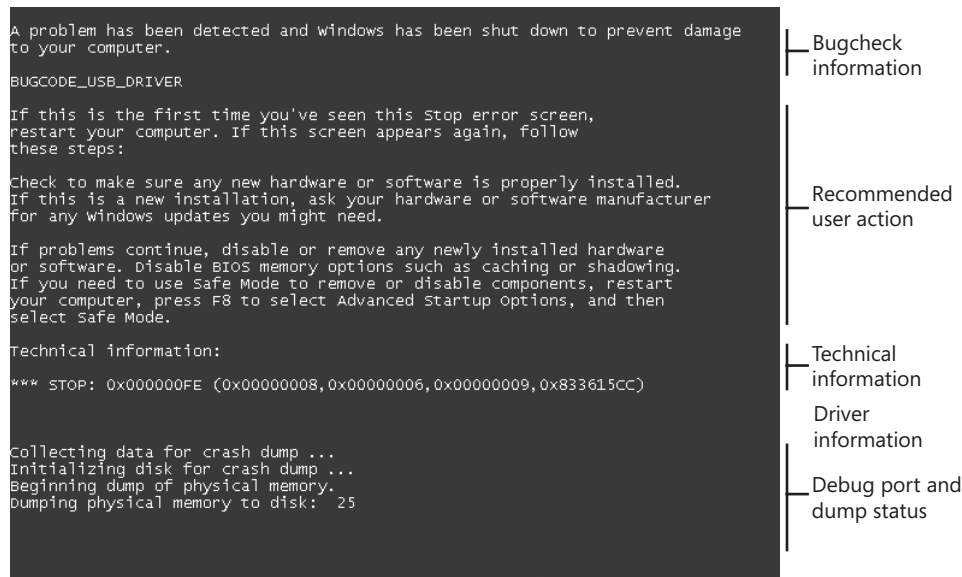 A problem has been detected and Windows has been shut down to prevent damage
to your computer.
BUGCODE_USB_DRIVER
If this is the first time you've seen this Stop error screen,
restart your computer. If this screen appears again, follow
these steps:
Check to make sure any new hardware or software is properly installed.
If this is a new installation, ask your hardware or software manufacturer
for any Windows updates you might need.
If problems continue, disable or remove any newly installed hardware
or software. Disable BIOS memory options such as caching or shadowing.
If you need to use Safe Mode to remove or disable components, restart
your computer, press F8 to select Advanced Startup Options, and then
select Safe Mode.
Technical information:
*** STOP: 0x000000FE (0x00000008,0x00000006,0x00000009,0x833615CC)
Collecting data for crash dump ...
Initializing disk for crash dump ...
Beginning dump of physical memory.
Dumping physical memory to disk:  25
Bugcheck
information
Recommended
user action
Technical
information
Driver
information
Debug port and
dump status